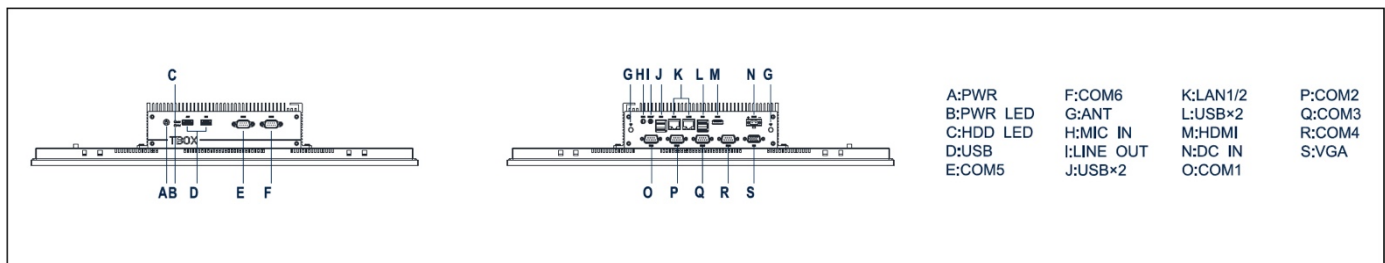 C
TBOX
AB D E F
G H I J K L M N G
O P Q R S
A:PWR
B:PWR LED
C:HDD LED
D:USB
E:COM5
F:COM6
G:ANT
H:MIC IN
I:LINE OUT
J:USB×2
K:LAN1/2
L:USB×2
M:HDMI
N:DC IN
O:COM1
P:COM2
Q:COM3
R:COM4
S:VGA